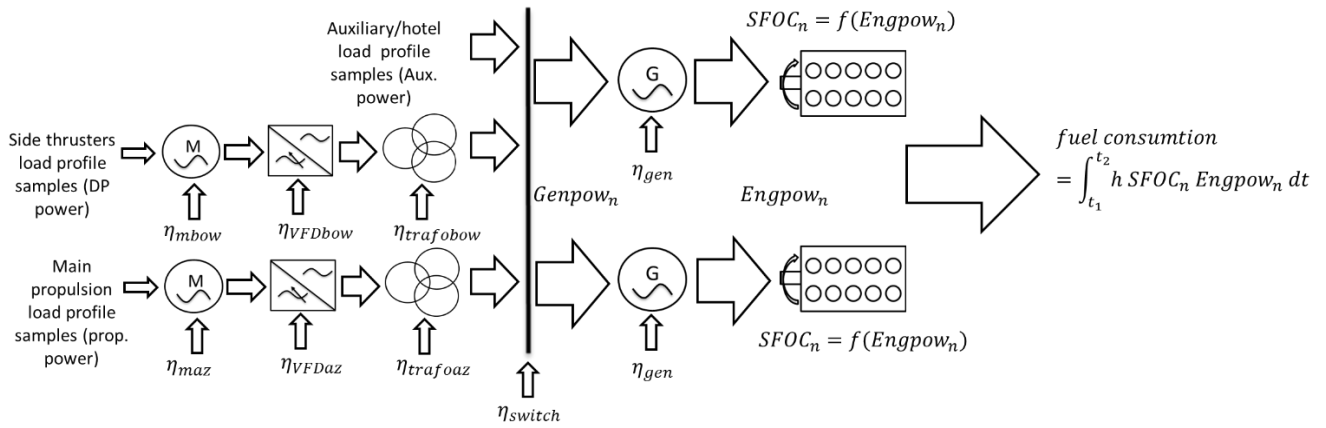 Auxiliary/hotel
load profile
samples (Aux.
power)
SFOC_n = f(Engpow_n)
G
η_gen
Side thrusters
load profile
samples (DP
power)
M
η_mbow
η_VFDbow
η_trafobow
Genpow_n
Engpow_n
fuel consumtion
= ∫_{t_1}^{t_2} h SFOC_n Engpow_n dt
Main
propulsion
load profile
samples (prop.
power)
M
η_maz
η_VFDaz
η_trafoaz
G
η_gen
SFOC_n = f(Engpow_n)
η_switch